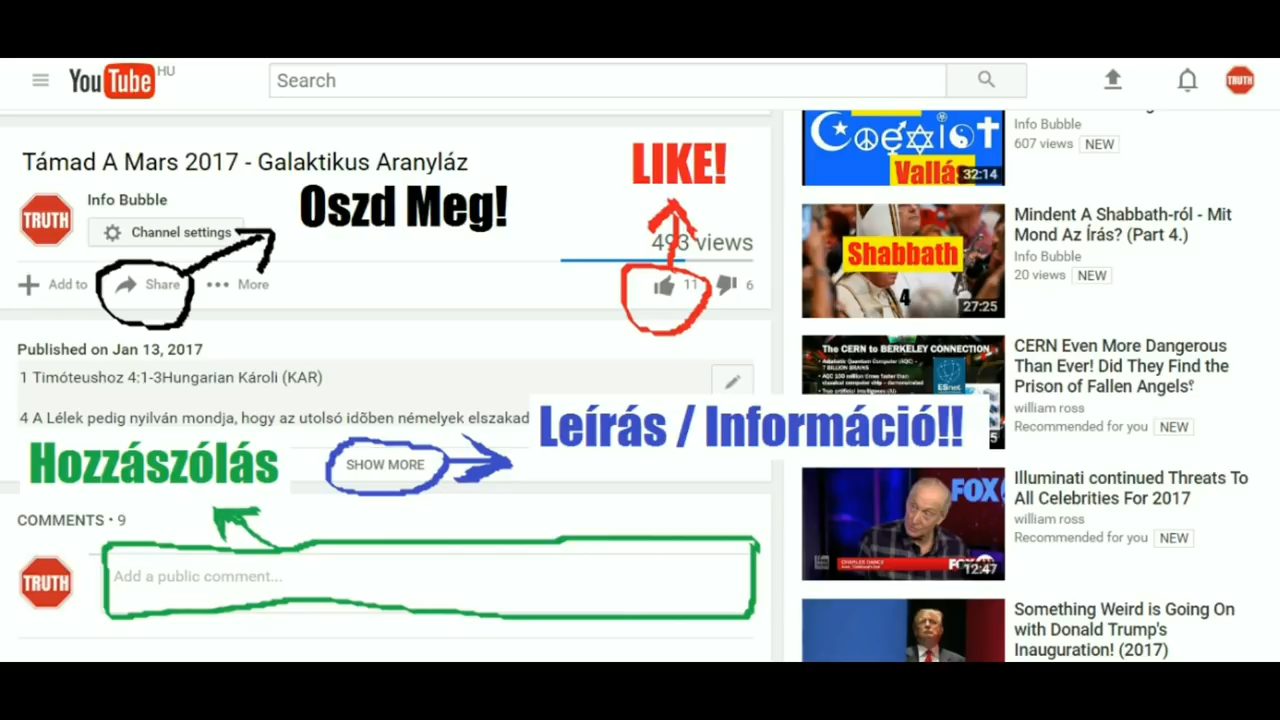 YouTube HU
Search
TRUTH
Támad A Mars 2017 - Galaktikus Aranyláz
TRUTH
Info Bubble
Channel settings
Oszd Meg!
LIKE!
493 views
Add to
Share
More
11
6
Published on Jan 13, 2017
1 Timóteushoz 4:1-3Hungarian Károli (KAR)
4 A Lélek pedig nyilván mondja, hogy az utolsó időben némelyek elszakad
Leírás / Információ!!
SHOW MORE
Hozzászólás
COMMENTS • 9
TRUTH
Add a public comment...
Coexist
Vallás
32:14
Info Bubble
607 views NEW
Shabbath
4
27:25
Mindent A Shabbath-ról - Mit
Mond Az Írás? (Part 4.)
Info Bubble
20 views NEW
The CERN to BERKELEY CONNECTION
ESnet
CERN Even More Dangerous
Than Ever! Did They Find the
Prison of Fallen Angels⸮
william ross
Recommended for you NEW
FOX
CHARLES DANCE
12:47
Illuminati continued Threats To
All Celebrities For 2017
william ross
Recommended for you NEW
Something Weird is Going On
with Donald Trump's
Inauguration! (2017)